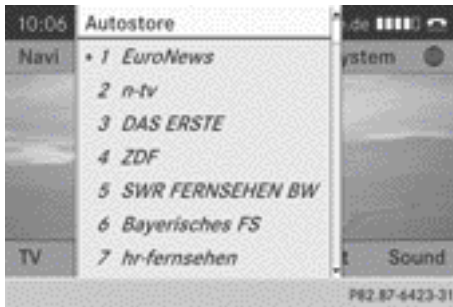 10:06 Autostore .de
Navi • 1 EuroNews ystem
2 n-tv
3 DAS ERSTE
4 ZDF
5 SWR FERNSEHEN BW
6 Bayerisches FS
TV 7 hr-fernsehen t Sound
P82.87-6423-31